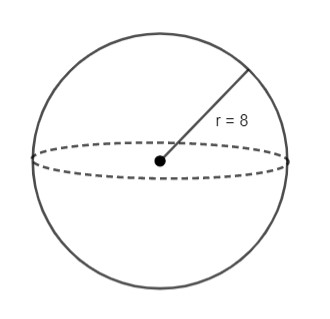 r = 8